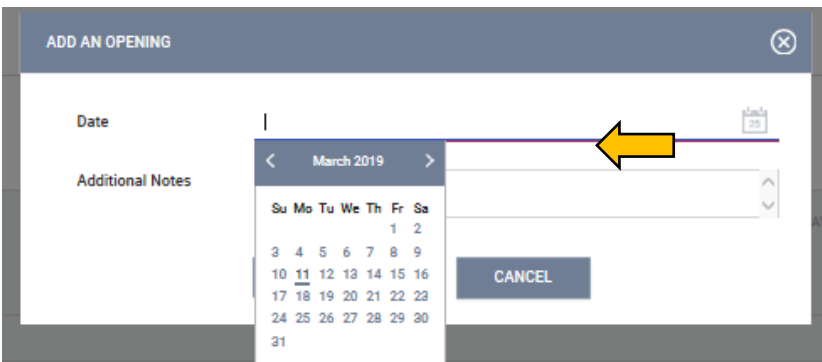 ADD AN OPENING
Date
25
March 2019
Additional Notes
Su Mo Tu We Th Fr Sa
1 2
3 4 5 6 7 8 9
10 11 12 13 14 15 16
17 18 19 20 21 22 23
24 25 26 27 28 29 30
31
CANCEL